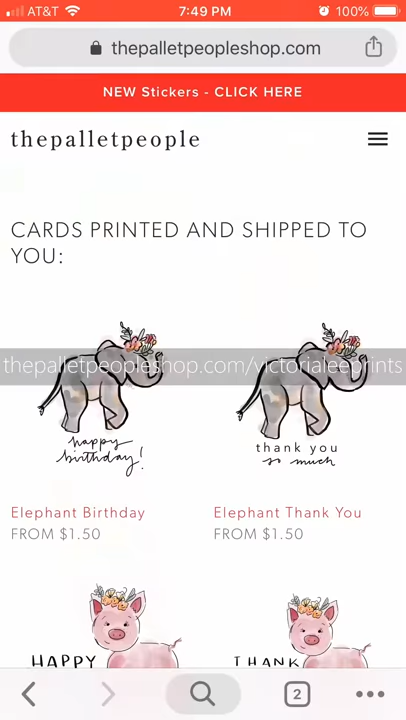 AT&T 7:49 PM 100%
thepalletpeopleshop.com
NEW Stickers - CLICK HERE
thepalletpeople
CARDS PRINTED AND SHIPPED TO
YOU:
thepalletpeopleshop.com/victorialeeprints
happy
birthday!
thank you
so much
Elephant Birthday
FROM $1.50
Elephant Thank You
FROM $1.50
HAPPY
THANK
2